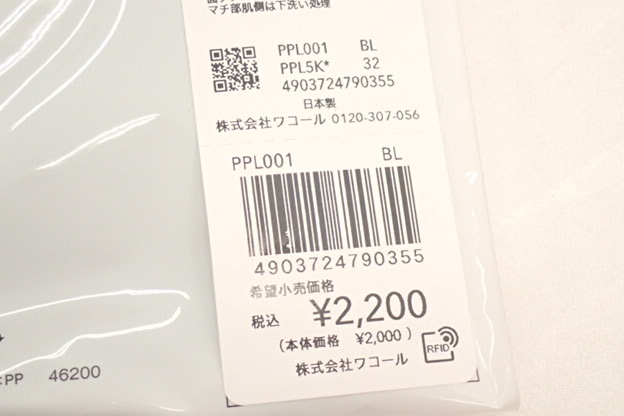 マチ部肌側は下洗い処理
PPL001 BL
PPL5K* 32
4903724790355
日本製
株式会社ワコール 0120-307-056
PPL001 BL
4903724790355
希望小売価格
税込 ¥2,200
(本体価格 ¥2,000)
株式会社ワコール
RFID
:PP 46200